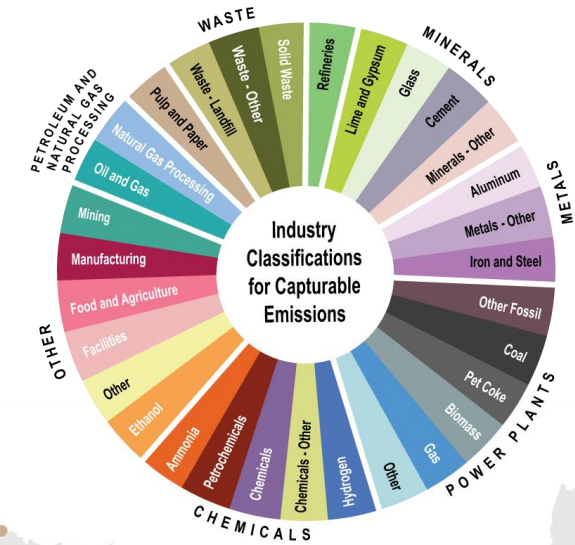 Industry
Classifications
for Capturable
Emissions
WASTE
Waste - Landfill
Waste - Other
Solid Waste
Refineries
MINERALS
Lime and Gypsum
Glass
Cement
Minerals - Other
METALS
Aluminum
Metals - Other
Iron and Steel
POWER PLANTS
Other Fossil
Coal
Pet Coke
Biomass
Gas
Other
CHEMICALS
Hydrogen
Chemicals - Other
Chemicals
Petrochemicals
Ammonia
OTHER
Ethanol
Other
Facilities
Food and Agriculture
Manufacturing
Mining
PETROLEUM AND
NATURAL GAS
PROCESSING
Oil and Gas
Natural Gas Processing
Pulp and Paper